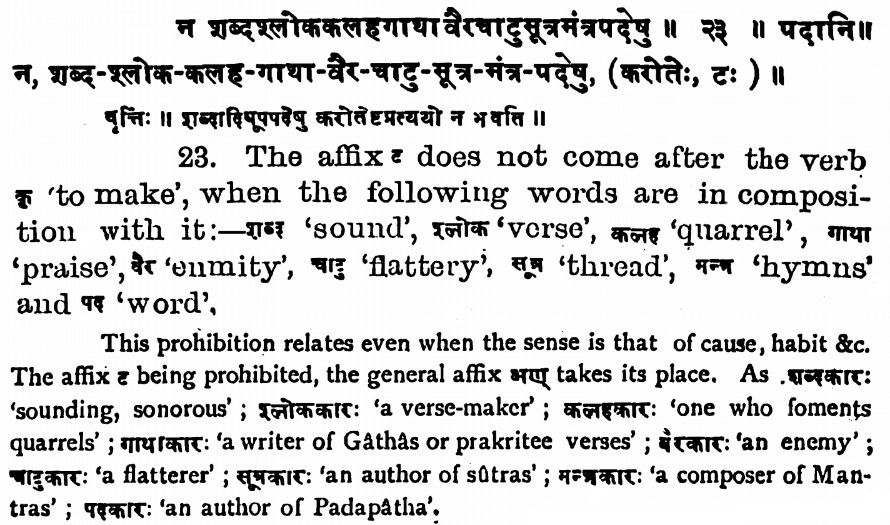 न शब्दश्लोककलहगाथावैरचाटुसूत्रमंत्रपदेषु ॥ २३ ॥ पदानि॥
न, शब्द-श्लोक-कलह-गाथा-वैर-चाटु-सूत्र-मंत्र-पदेषु, (करोतेः, टः) ॥
वृत्तिः ॥ शब्दादिषूपपदेषु करोतेष्टप्रत्ययो न भवति॥
23. The affix ट does not come after the verb
कृ ‘to make’, when the following words are in composi-
tion with it:—शब्द ‘sound’, श्लोक ‘verse’, कलह ‘quarrel’, गाथा
‘praise’, वैर ‘enmity’, चाटु ‘flattery’, सूत्र ‘thread’, मन्त्र ‘hymns’
and पद ‘word’.
This prohibition relates even when the sense is that of cause, habit &c.
The affix ट being prohibited, the general affix अण् takes its place. As शब्दकारः
‘sounding, sonorous’ ; श्लोककारः ‘a verse-maker’ ; कलहकारः ‘one who foments
quarrels’ ; गाथाकारः ‘a writer of Gâthâs or prakritee verses’ ; वैरकारः ‘an enemy’ ;
चाटुकारः ‘a flatterer’ ; सूत्रकारः ‘an author of sûtras’ ; मन्त्रकारः ‘a composer of Man-
tras’ ; पदकारः ‘an author of Padapâtha’.